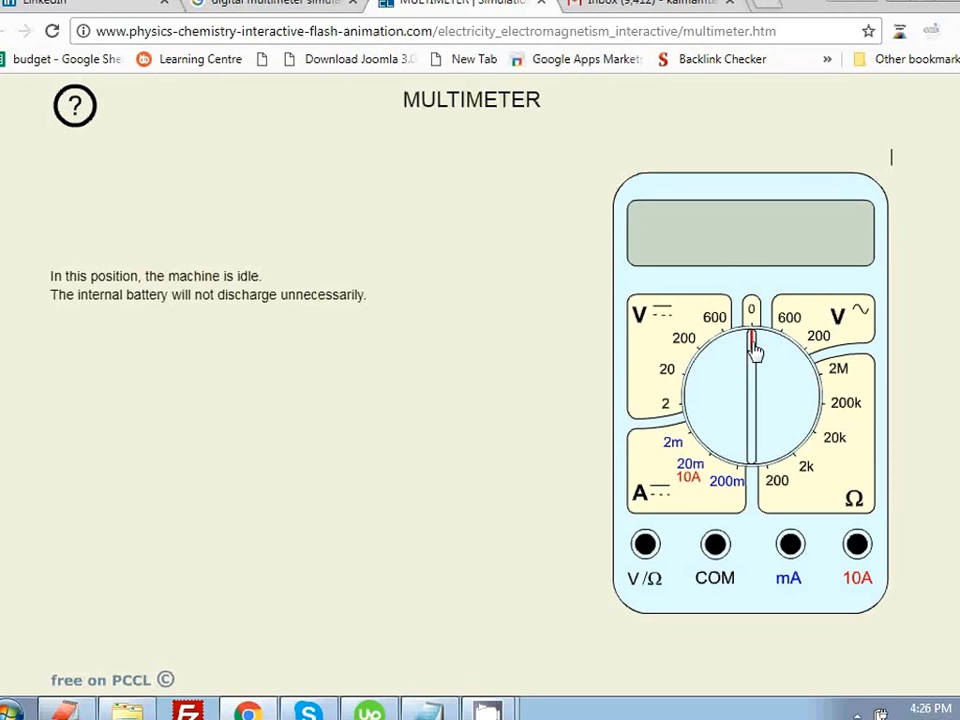 LinkedIn
digital multimeter simula
MULTIMETER | Simulation
Inbox (9,412) - kalmanite
www.physics-chemistry-interactive-flash-animation.com/electricity_electromagnetism_interactive/multimeter.htm
budget - Google She
Learning Centre
Download Joomla 3.0
New Tab
Google Apps Market
S
Backlink Checker
»
Other bookmark
?
MULTIMETER
In this position, the machine is idle.
The internal battery will not discharge unnecessarily.
V
600
0
600
V
200
200
20
2M
2
200k
2m
20k
20m
2k
10A
200m
200
A
Ω
V/Ω
COM
mA
10A
free on PCCL ©
4:26 PM